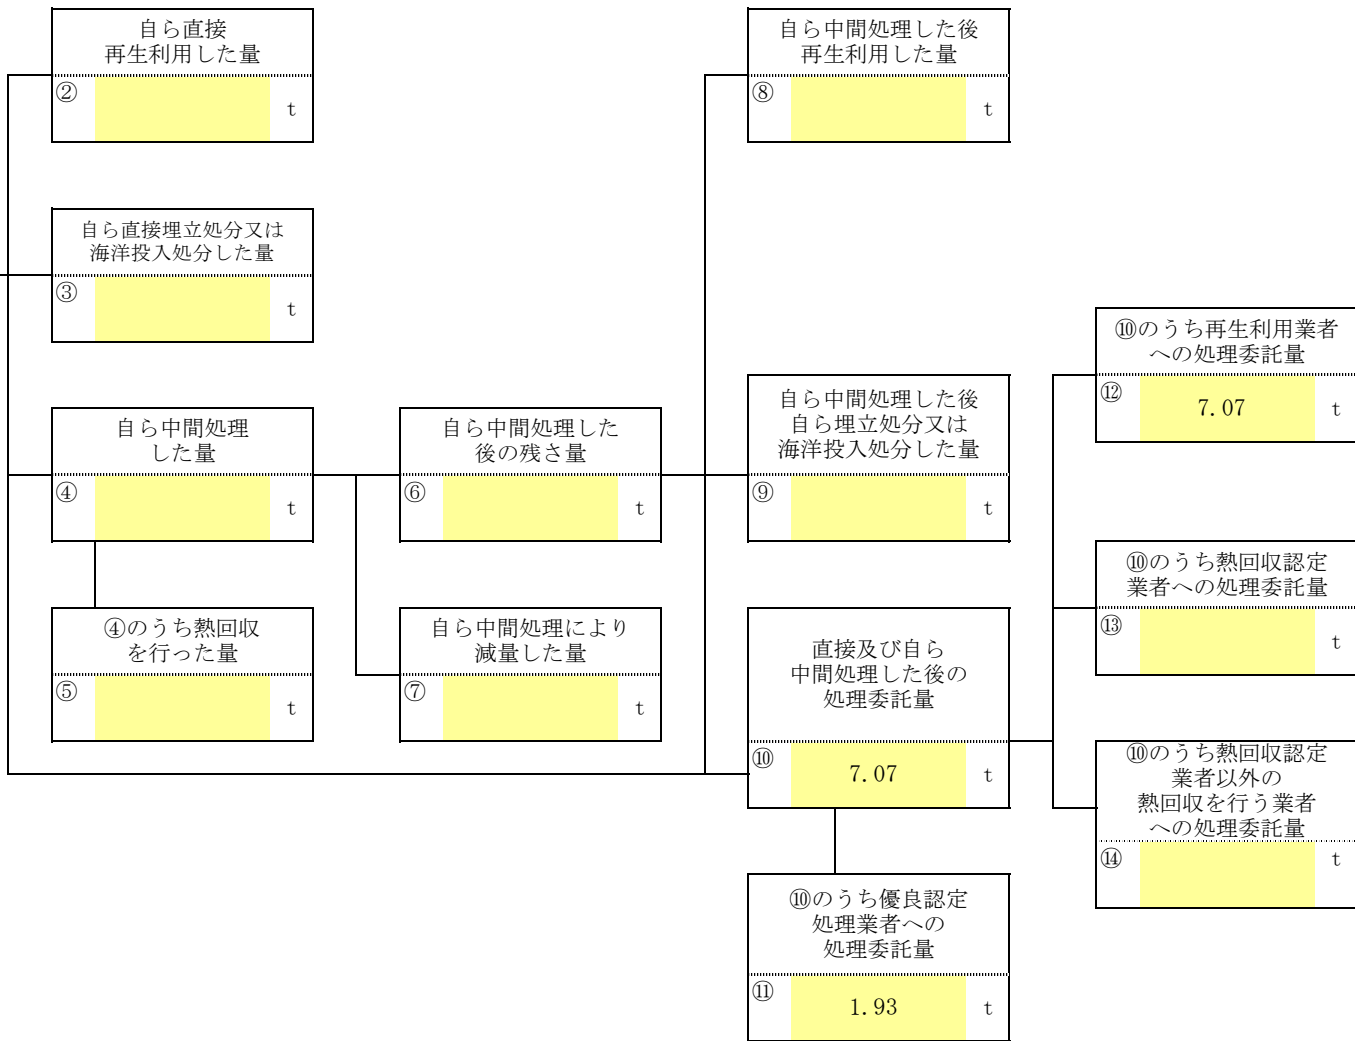 自ら直接
再生利用した量
②
t
自ら中間処理した後
再生利用した量
⑧
t
自ら直接埋立処分又は
海洋投入処分した量
③
t
⑩のうち再生利用業者
への処理委託量
⑫
7.07
t
自ら中間処理
した量
④
t
自ら中間処理した
後の残さ量
⑥
t
自ら中間処理した後
自ら埋立処分又は
海洋投入処分した量
⑨
t
⑩のうち熱回収認定
業者への処理委託量
⑬
t
④のうち熱回収
を行った量
⑤
t
自ら中間処理により
減量した量
⑦
t
直接及び自ら
中間処理した後の
処理委託量
⑩
7.07
t
⑩のうち熱回収認定
業者以外の
熱回収を行う業者
への処理委託量
⑭
t
⑩のうち優良認定
処理業者への
処理委託量
⑪
1.93
t